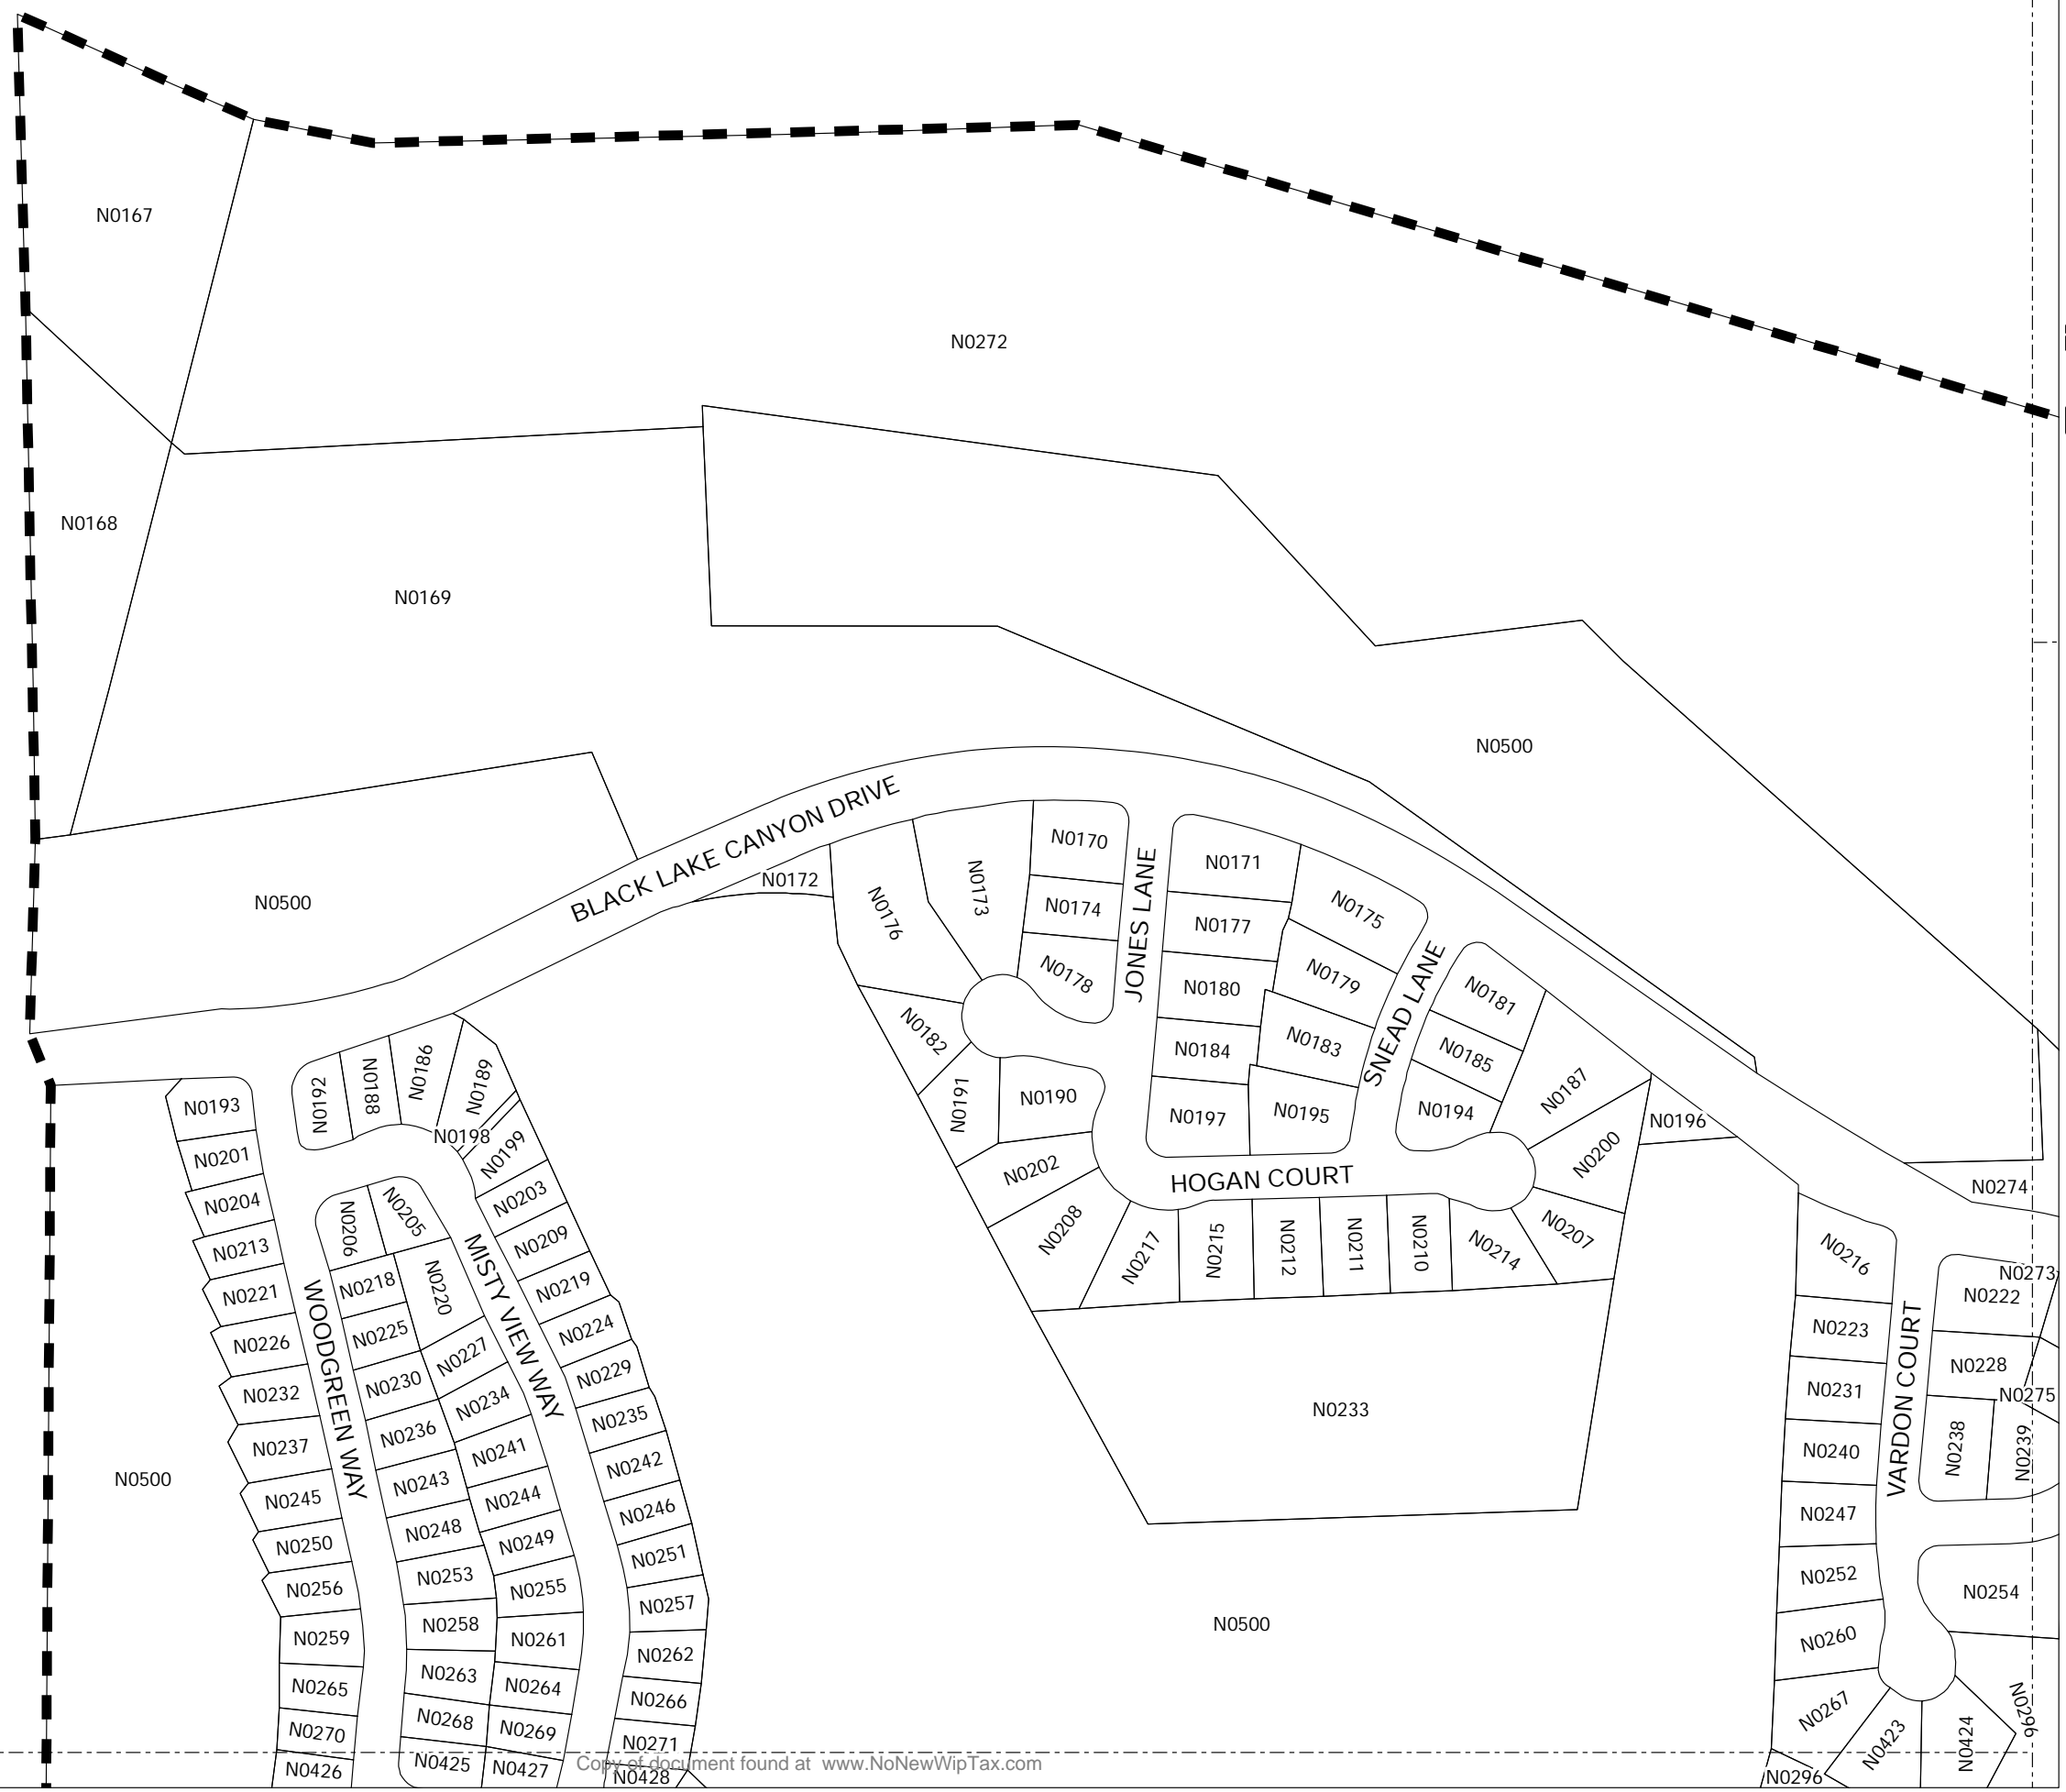 N0167
N0272
N0168
N0169
N0500
BLACK LAKE CANYON DRIVE
N0500
N0172
N0176
N0173
N0170
N0174
N0178
JONES LANE
N0171
N0177
N0180
N0184
N0197
N0175
N0179
N0183
N0195
SNEAD LANE
N0181
N0185
N0194
N0187
N0196
N0200
N0274
N0182
N0191
N0190
N0202
N0208
HOGAN COURT
N0217
N0215
N0212
N0211
N0210
N0214
N0207
N0233
N0193
N0201
N0204
N0213
N0221
N0226
N0232
N0237
N0245
N0250
N0256
N0259
N0265
N0270
N0426
N0500
WOODGREEN WAY
N0192
N0188
N0186
N0189
N0198
N0199
N0203
N0209
N0219
N0224
N0229
N0235
N0242
N0246
N0251
N0257
N0262
N0266
N0271
N0428
MISTY VIEW WAY
N0206
N0205
N0218
N0220
N0225
N0227
N0230
N0234
N0236
N0241
N0243
N0244
N0248
N0249
N0253
N0255
N0258
N0261
N0263
N0264
N0268
N0269
N0425
N0427
N0500
N0216
N0223
N0231
N0240
N0247
N0252
N0260
N0267
N0296
N0423
N0424
N0296
VARDON COURT
N0273
N0222
N0228
N0275
N0238
N0239
N0254
Copy of document found at www.NoNewWipTax.com